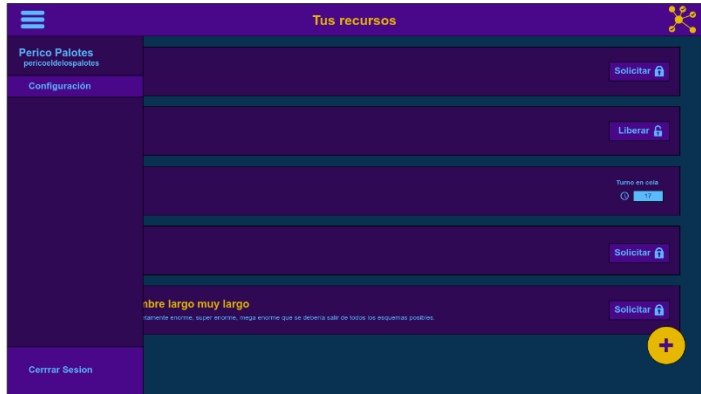 Tus recursos
Perico Palotes
pericoeldelospalotes
Configuración
Solicitar
Liberar
Turno en cola
17
Solicitar
mbre largo muy largo
tamente enorme, super enorme, mega enorme que se debería salir de todos los esquemas posibles.
Solicitar
Cerrrar Sesion